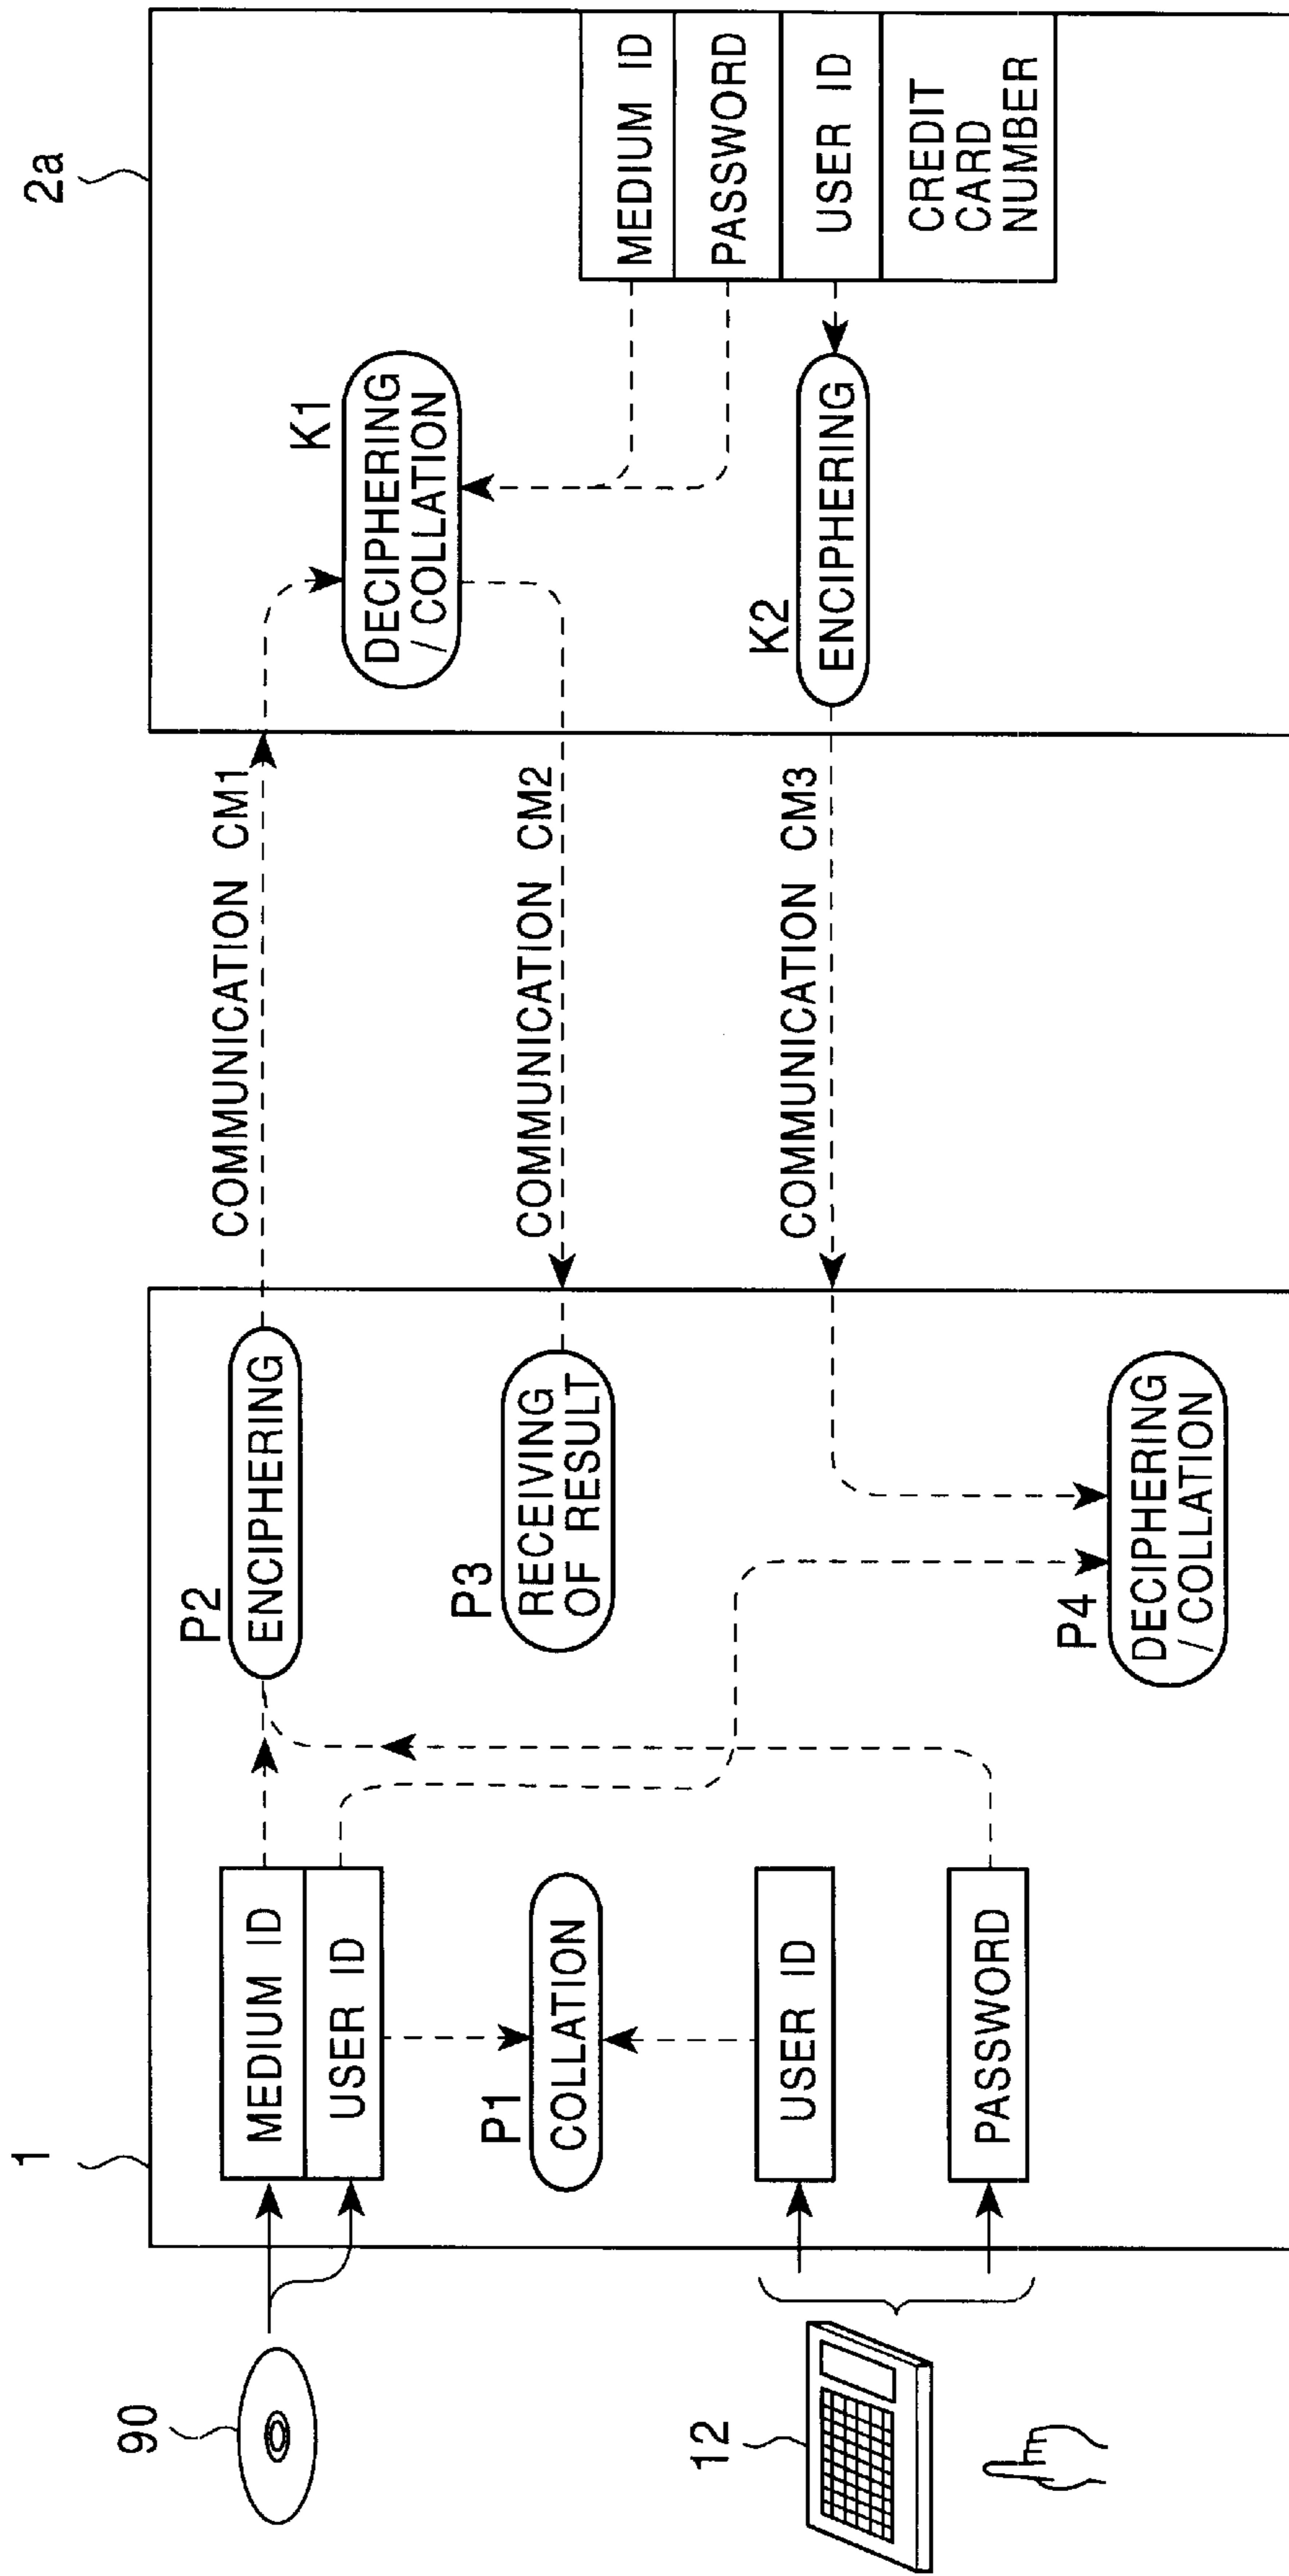 1
2a
90
MEDIUM ID
USER ID
P1
COLLATION
12
USER ID
PASSWORD
P2
ENCIPHERING
P3
RECEIVING
OF RESULT
P4
DECIPHERING
/ COLLATION
COMMUNICATION CM1
COMMUNICATION CM2
COMMUNICATION CM3
K1
DECIPHERING
/ COLLATION
K2
ENCIPHERING
MEDIUM ID
PASSWORD
USER ID
CREDIT
CARD
NUMBER